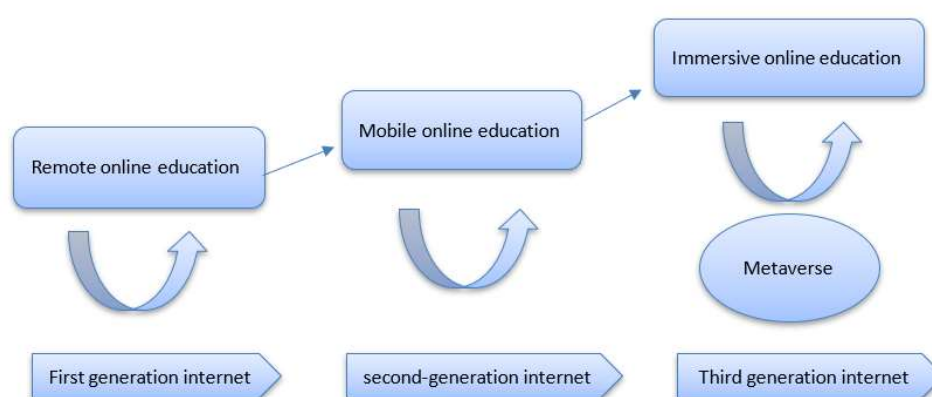 Immersive online education
Mobile online education
Remote online education
Metaverse
First generation internet
second-generation internet
Third generation internet